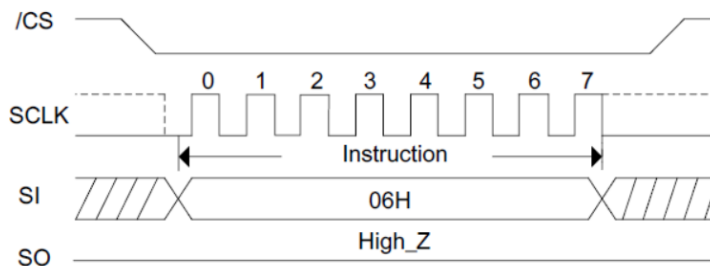 /CS
0 1 2 3 4 5 6 7
SCLK
Instruction
SI
06H
High_Z
SO